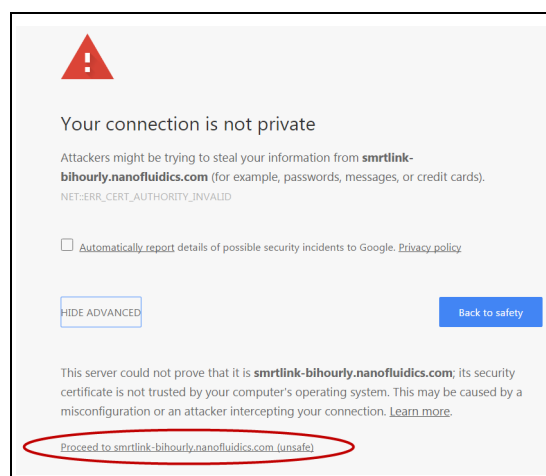 Your connection is not private
Attackers might be trying to steal your information from smrtlink-
bihourly.nanofluidics.com (for example, passwords, messages, or credit cards).
NET::ERR_CERT_AUTHORITY_INVALID
Automatically report details of possible security incidents to Google. Privacy policy
HIDE ADVANCED
Back to safety
This server could not prove that it is smrtlink-bihourly.nanofluidics.com; its security
certificate is not trusted by your computer's operating system. This may be caused by a
misconfiguration or an attacker intercepting your connection. Learn more.
Proceed to smrtlink-bihourly.nanofluidics.com (unsafe)